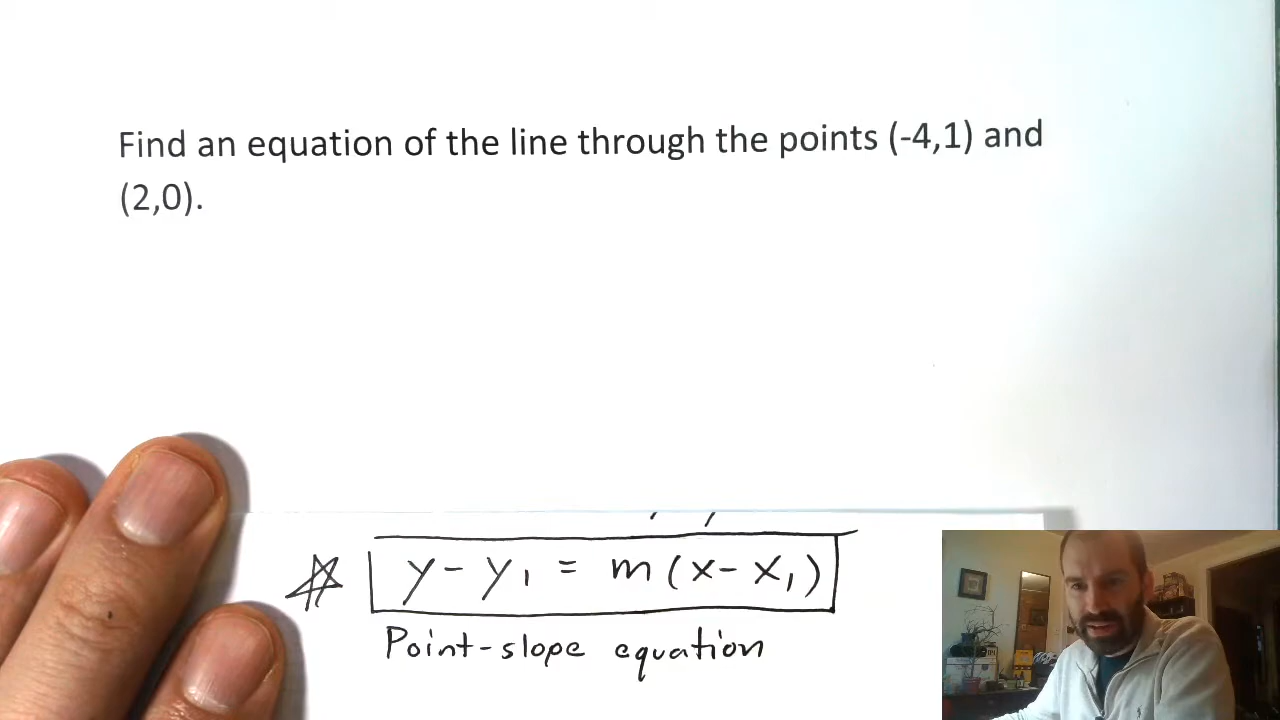 Find an equation of the line through the points (-4,1) and
(2,0).
y - y₁ = m(x - x₁)
Point-slope equation